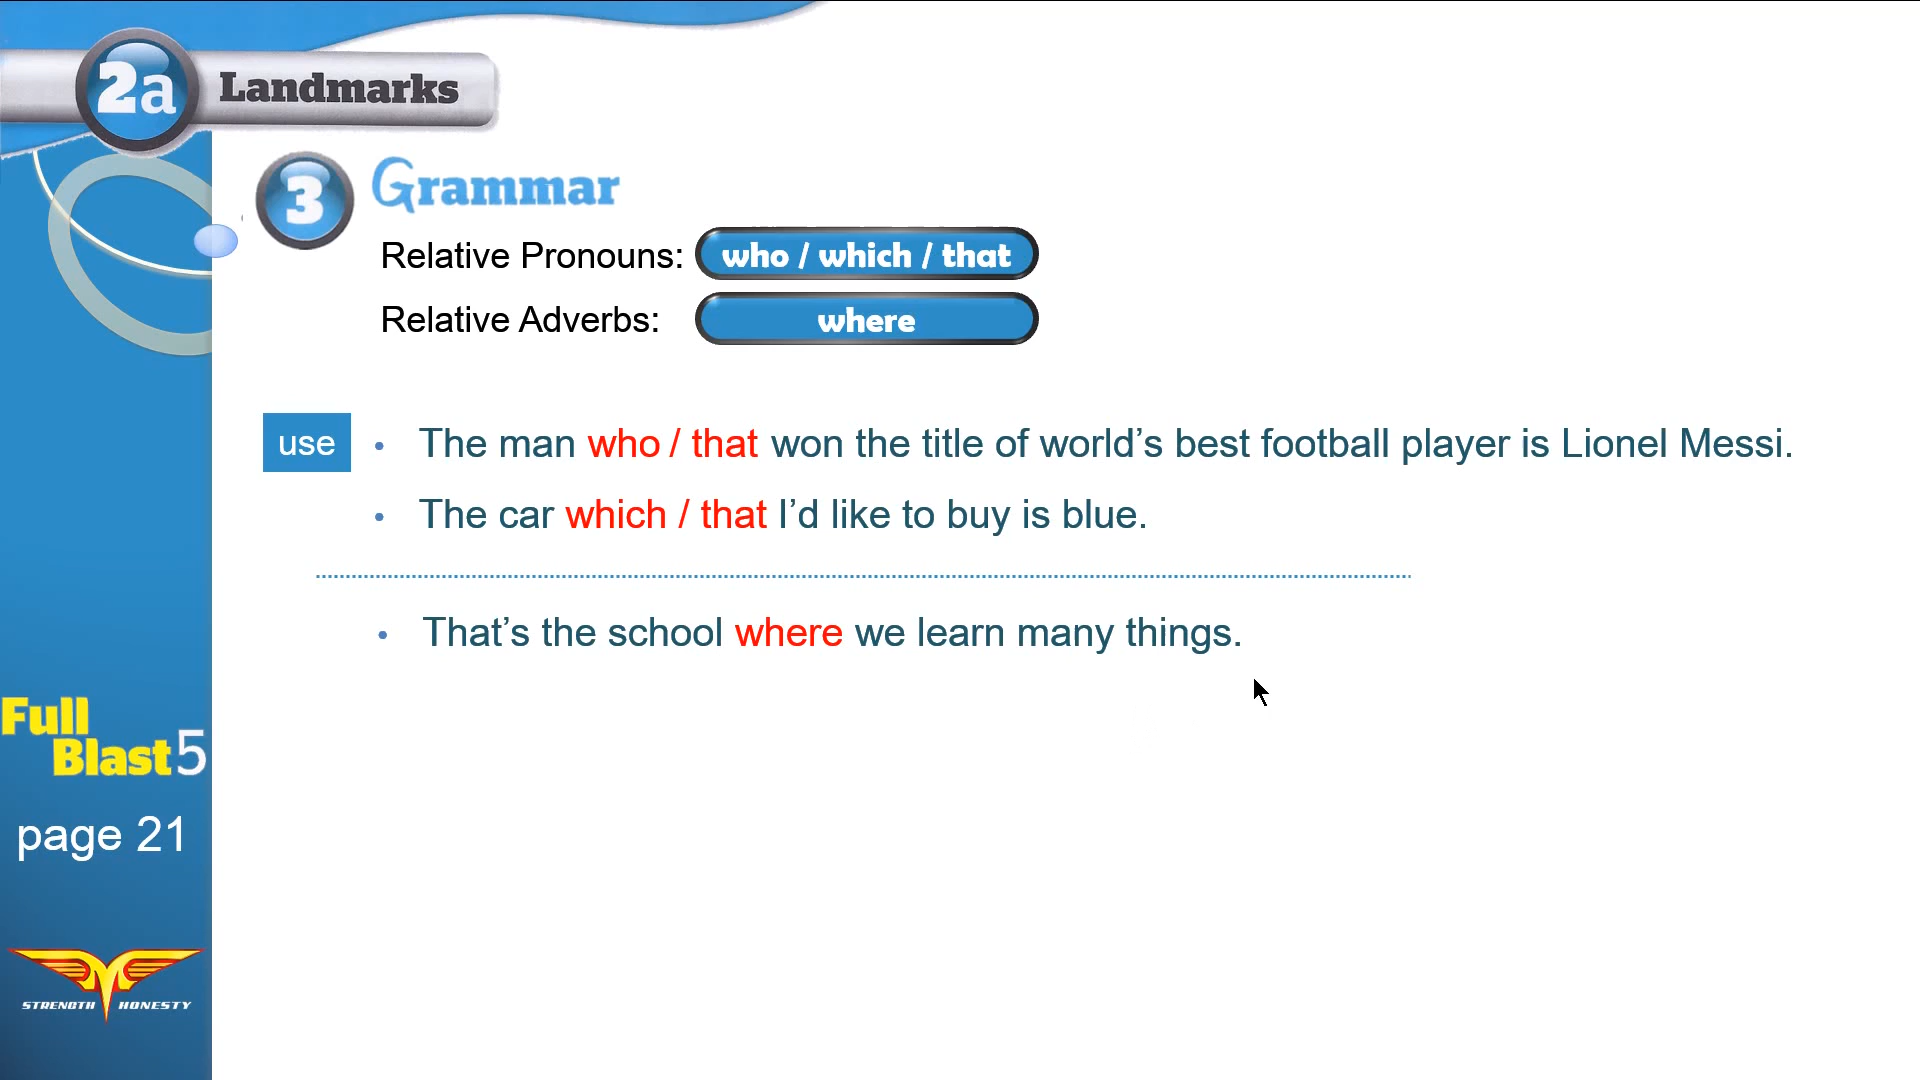 2a Landmarks
3 Grammar
Relative Pronouns: who / which / that
Relative Adverbs: where
use • The man who / that won the title of world’s best football player is Lionel Messi.
• The car which / that I’d like to buy is blue.
• That’s the school where we learn many things.
Full
Blast 5
page 21
STRENGTH HONESTY